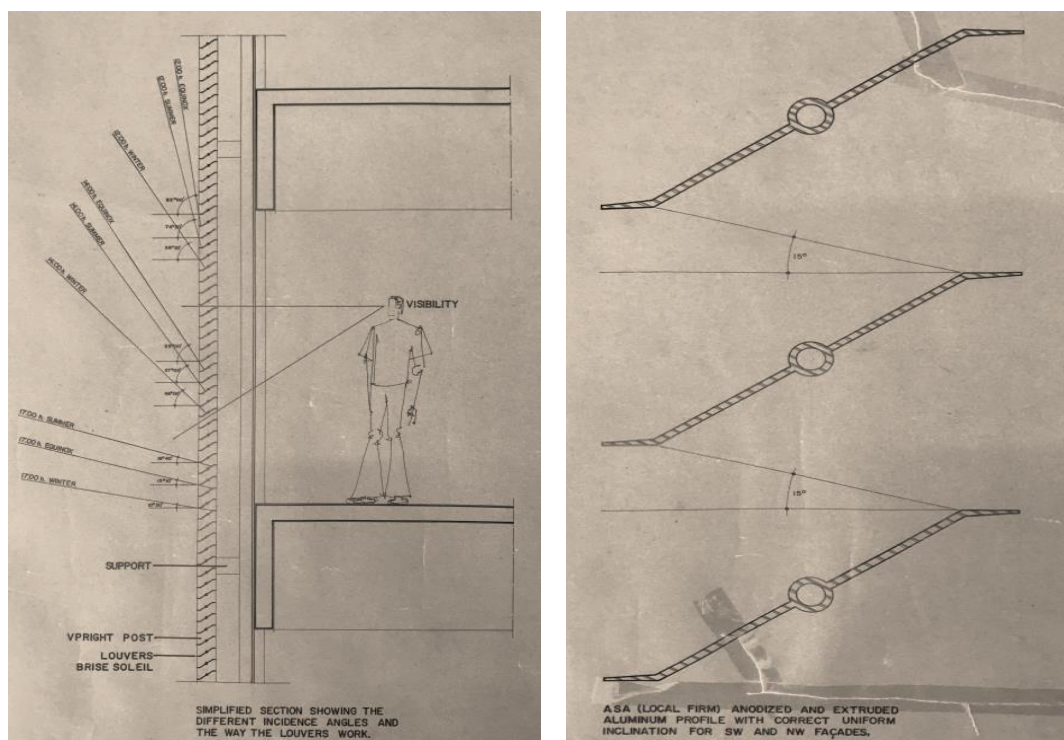 12:00 h. EQUINOX
12:00 h. SUMMER
12:00 h. WINTER
14:00 h. EQUINOX
14:00 h. SUMMER
14:00 h. WINTER
VISIBILITY
17:00 h. SUMMER
17:00 h. EQUINOX
17:00 h. WINTER
SUPPORT
VPRIGHT POST
LOUVERS
BRISE SOLEIL
SIMPLIFIED SECTION SHOWING THE
DIFFERENT INCIDENCE ANGLES AND
THE WAY THE LOUVERS WORK.
15°
15°
ASA (LOCAL FIRM) ANODIZED AND EXTRUDED
ALUMINUM PROFILE WITH CORRECT UNIFORM
INCLINATION FOR SW AND NW FAÇADES.